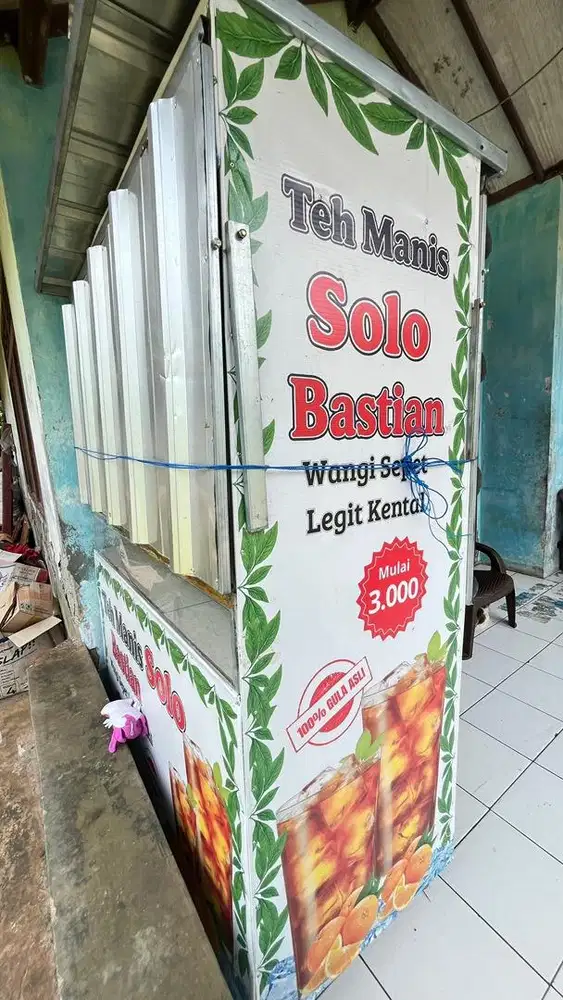 Teh Manis
Solo
Bastian
Wangi Sepet
Legit Kental
Mulai
3.000
100% GULA ASLI
Teh Manis Solo
Bastian